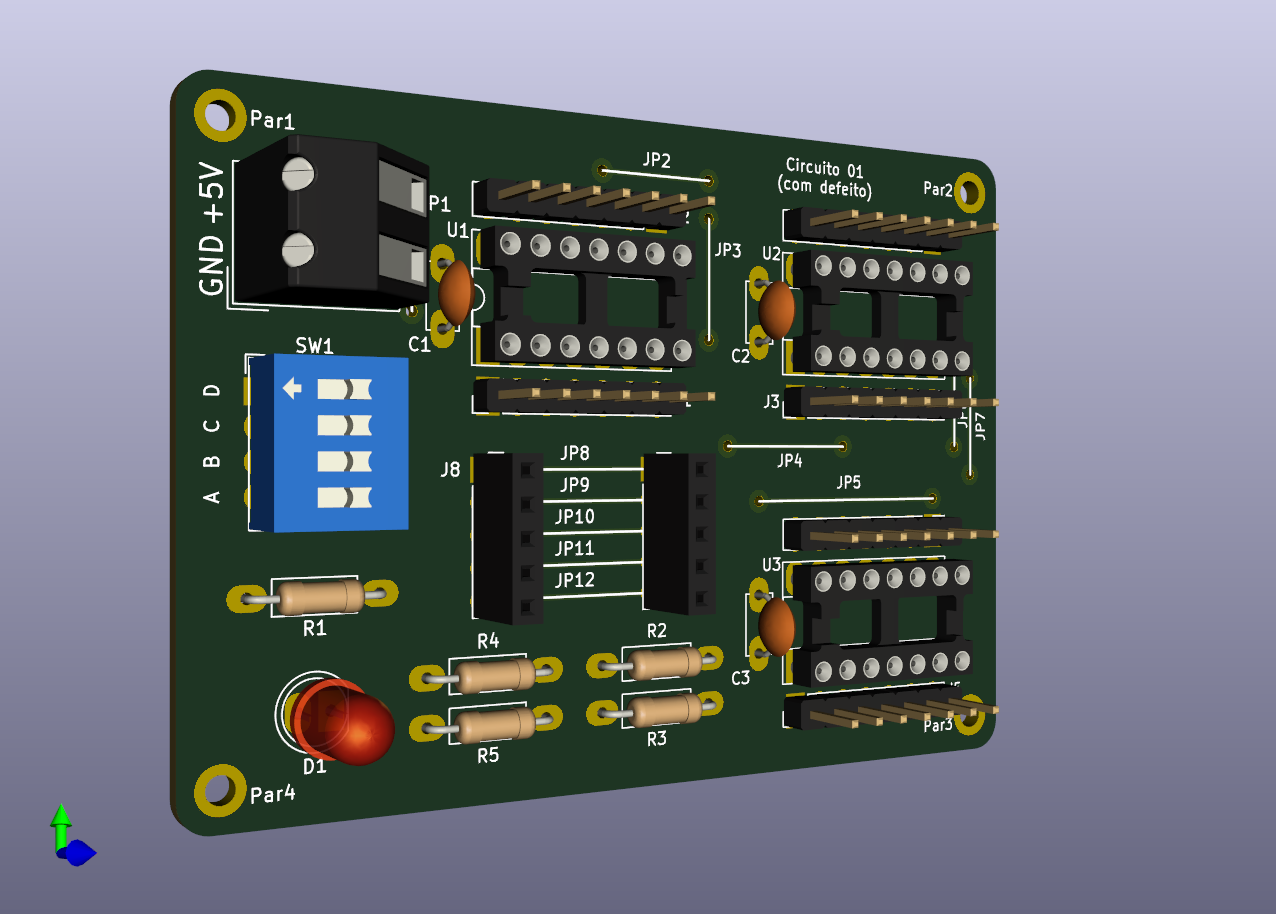 Par1
JP2
Circuito 01
(com defeito)
Par2
GND +5V
P1
U1
JP3
U2
C1
C2
SW1
J3
JP7
D
C
B
A
J8
JP8
JP4
JP9
JP5
JP10
JP11
JP12
U3
R1
R4
R2
C3
R5
R3
Par3
D1
Par4